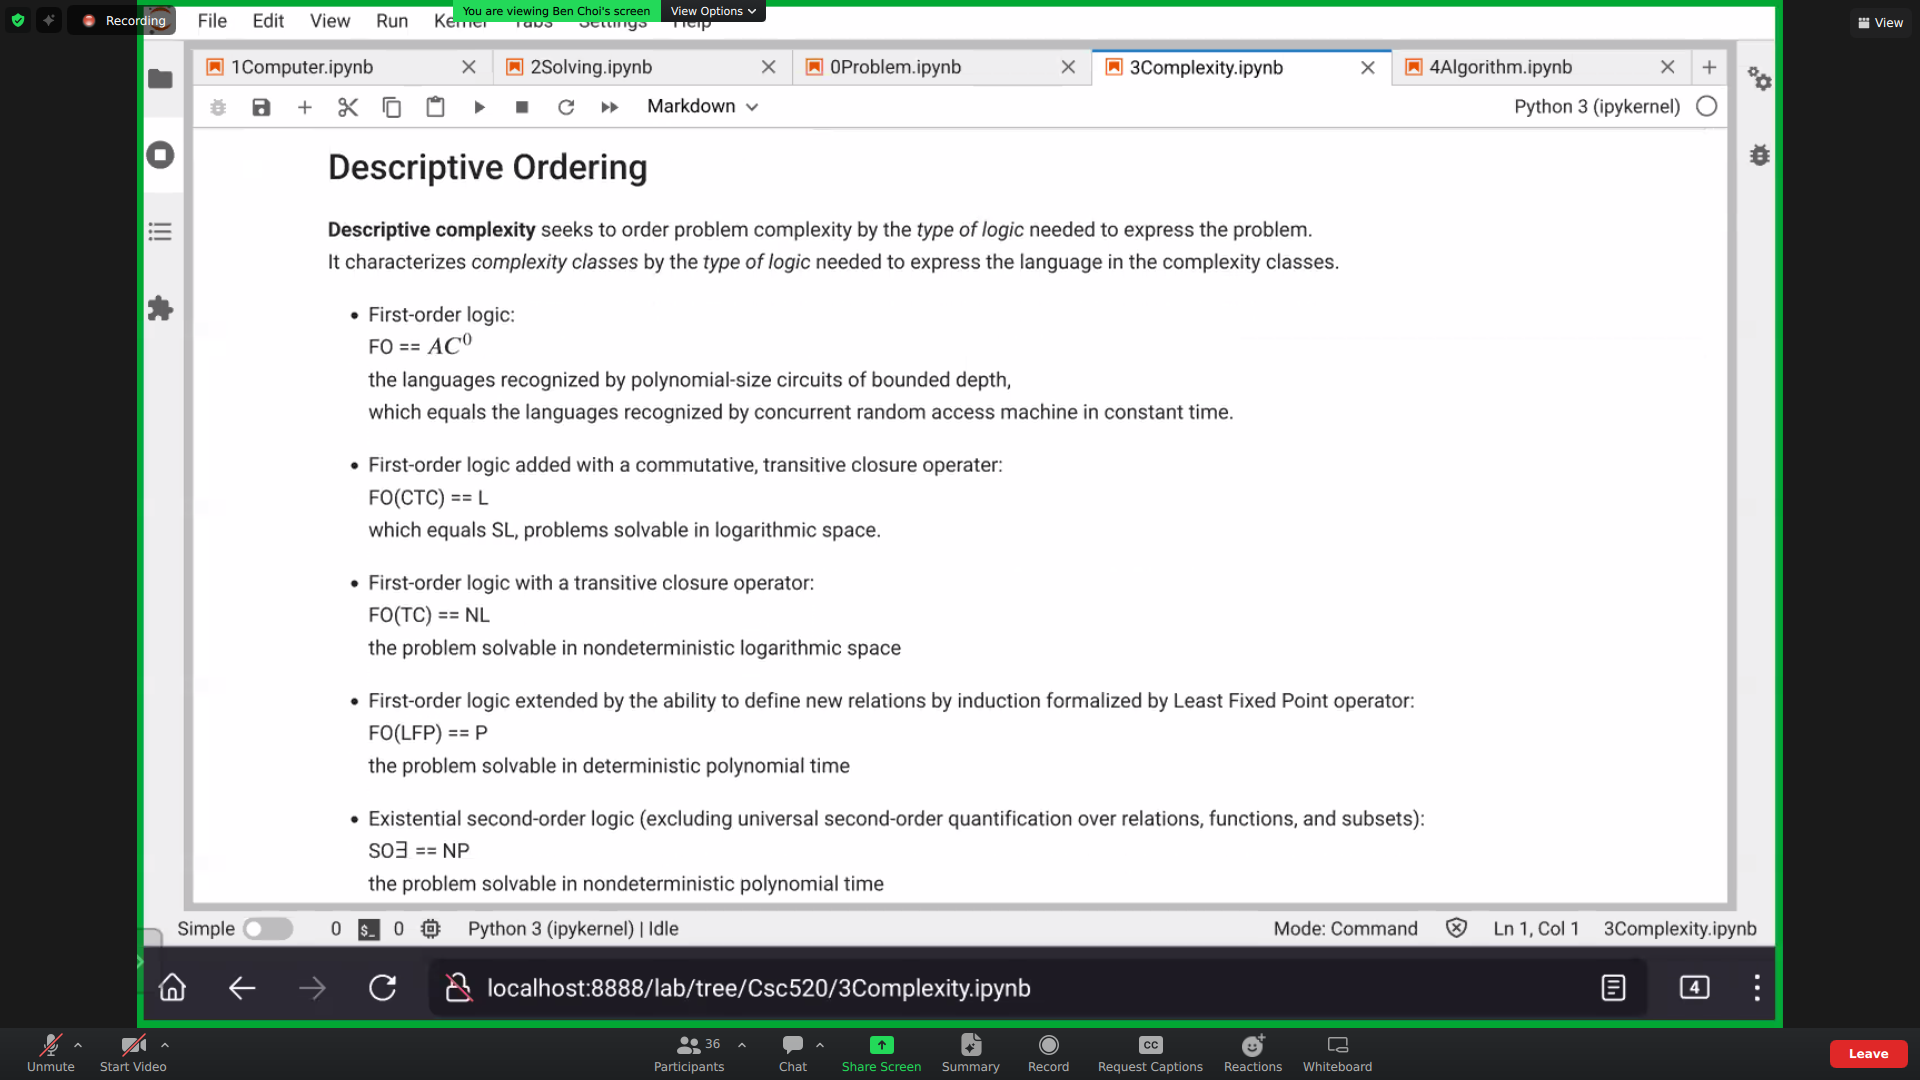 Recording
You are viewing Ben Choi's screen
View Options
View
File Edit View Run Kernel Tabs Settings Help
1Computer.ipynb
2Solving.ipynb
0Problem.ipynb
3Complexity.ipynb
4Algorithm.ipynb
Markdown
Python 3 (ipykernel)
Descriptive Ordering
Descriptive complexity seeks to order problem complexity by the type of logic needed to express the problem.
It characterizes complexity classes by the type of logic needed to express the language in the complexity classes.
• First-order logic:
FO == AC⁰
the languages recognized by polynomial-size circuits of bounded depth,
which equals the languages recognized by concurrent random access machine in constant time.
• First-order logic added with a commutative, transitive closure operater:
FO(CTC) == L
which equals SL, problems solvable in logarithmic space.
• First-order logic with a transitive closure operator:
FO(TC) == NL
the problem solvable in nondeterministic logarithmic space
• First-order logic extended by the ability to define new relations by induction formalized by Least Fixed Point operator:
FO(LFP) == P
the problem solvable in deterministic polynomial time
• Existential second-order logic (excluding universal second-order quantification over relations, functions, and subsets):
SO∃ == NP
the problem solvable in nondeterministic polynomial time
Simple 0 $_ 0 Python 3 (ipykernel) | Idle
Mode: Command Ln 1, Col 1 3Complexity.ipynb
localhost:8888/lab/tree/Csc520/3Complexity.ipynb
4
Unmute
Start Video
36
Participants
Chat
Share Screen
Summary
Record
CC
Request Captions
Reactions
Whiteboard
Leave